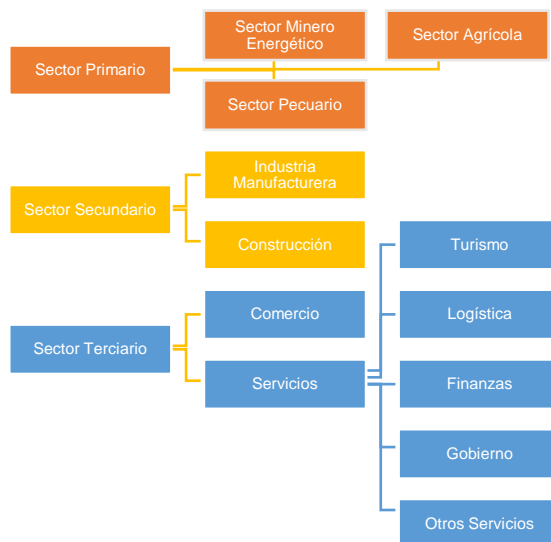 Sector Minero
Energético
Sector Agrícola
Sector Primario
Sector Pecuario
Industria
Manufacturera
Sector Secundario
Construcción
Turismo
Comercio
Logística
Sector Terciario
Servicios
Finanzas
Gobierno
Otros Servicios